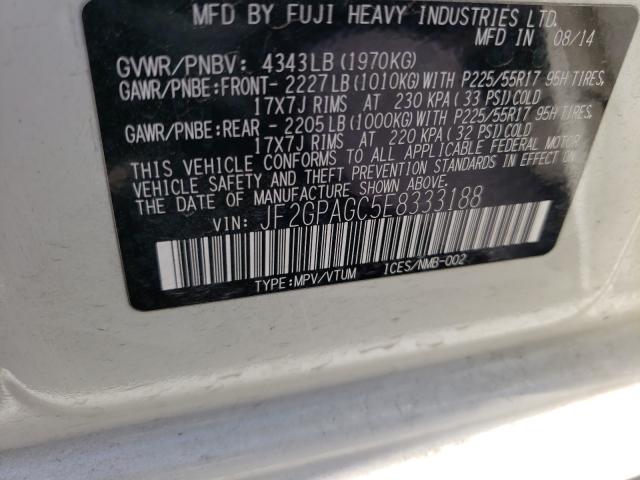 MFD BY FUJI HEAVY INDUSTRIES LTD.
MFD IN 08/14
GVWR/PNBV: 4343LB(1970KG)
GAWR/PNBE:FRONT- 2227LB(1010KG)WITH P225/55R17 95H TIRES,
17X7J RIMS AT 230 KPA(33 PSI)COLD
GAWR/PNBE:REAR - 2205LB(1000KG)WITH P225/55R17 95H TIRES,
17X7J RIMS AT 220 KPA(32 PSI)COLD
THIS VEHICLE CONFORMS TO ALL APPLICABLE FEDERAL MOTOR
VEHICLE SAFETY AND THEFT PREVENTION STANDARDS IN EFFECT ON
THE DATE OF MANUFACTURE SHOWN ABOVE.
VIN: JF2GPAGC5E8333188
TYPE:MPV/VTUM ICES/NMB-002